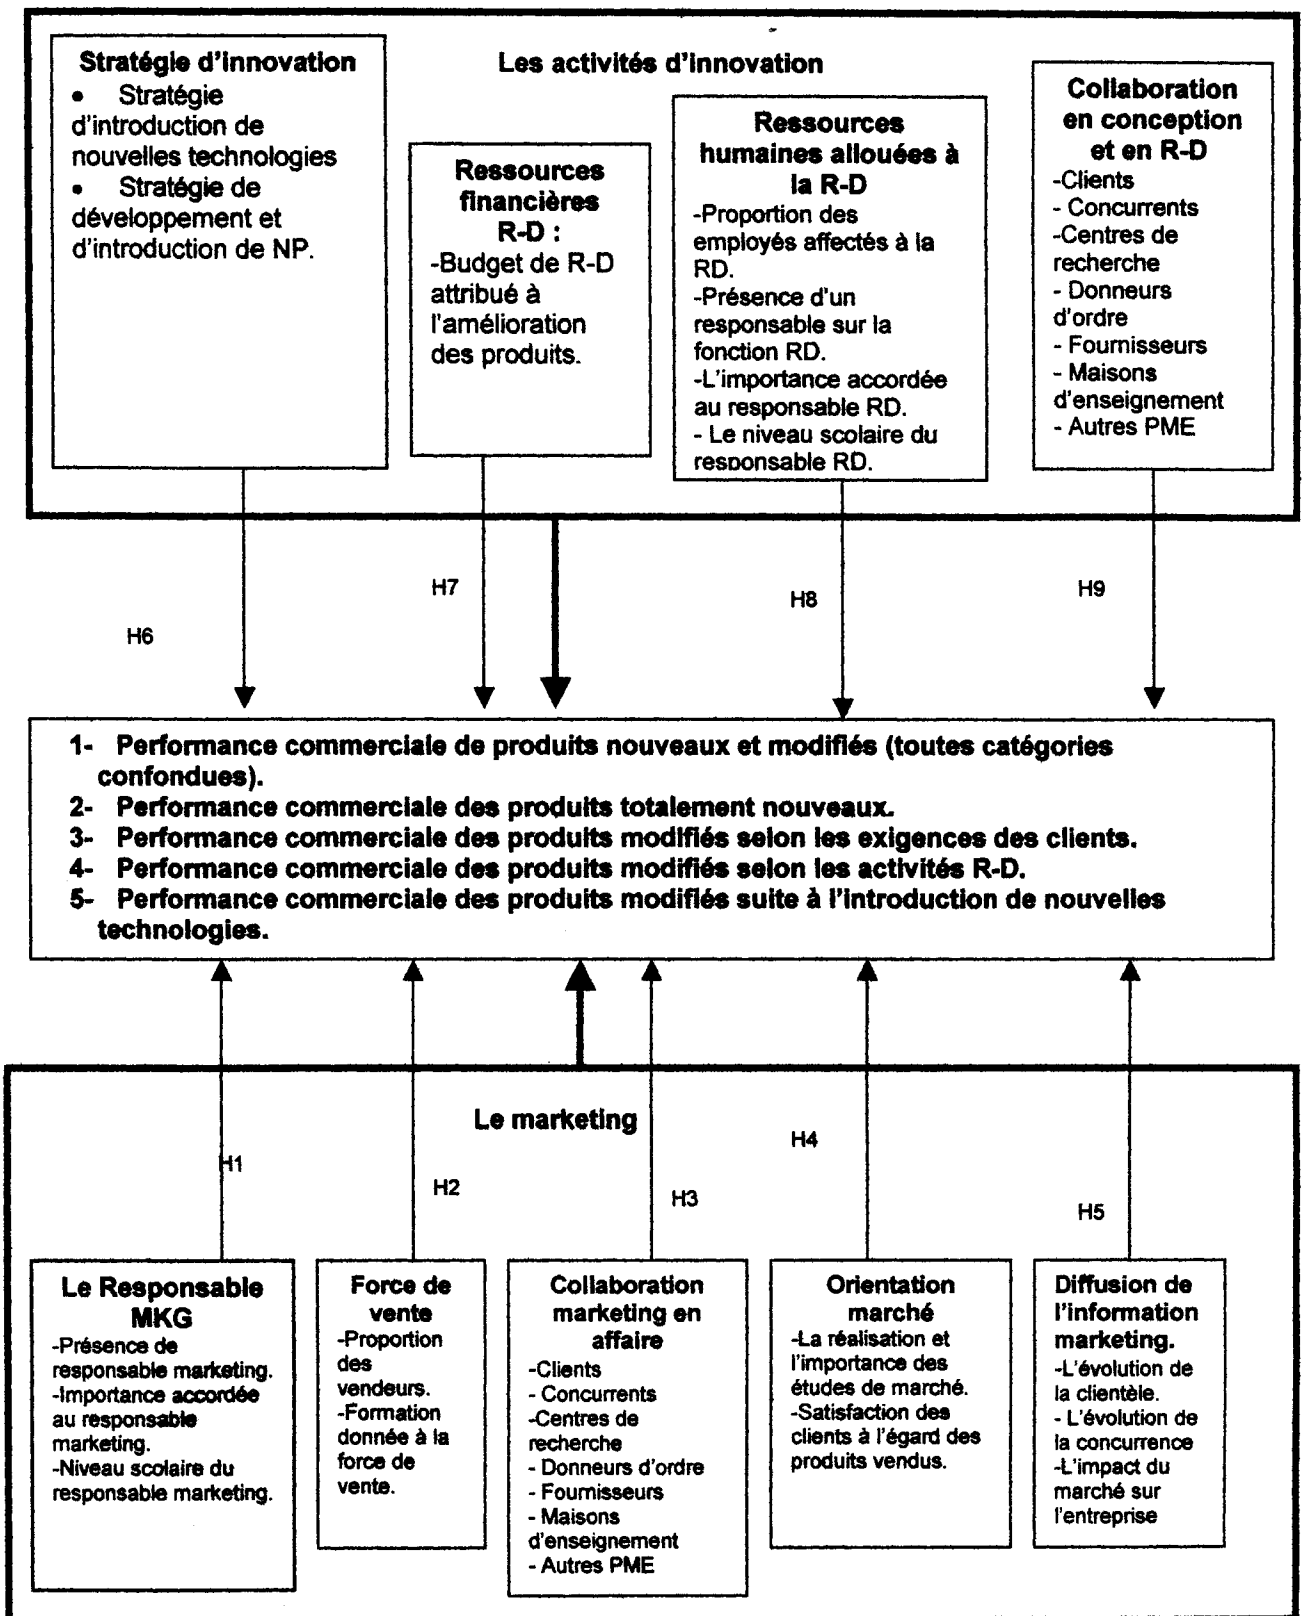 Les activités d'innovation
Stratégie d'innovation
• Stratégie
d'introduction de
nouvelles technologies
• Stratégie de
développement et
d'introduction de NP.
Ressources
financières
R-D :
-Budget de R-D
attribué à
l'amélioration
des produits.
Ressources
humaines allouées à
la R-D
-Proportion des
employés affectés à la
RD.
-Présence d'un
responsable sur la
fonction RD.
-L'importance accordée
au responsable RD.
- Le niveau scolaire du
responsable RD.
Collaboration
en conception
et en R-D
-Clients
- Concurrents
-Centres de
recherche
- Donneurs
d'ordre
- Fournisseurs
- Maisons
d'enseignement
- Autres PME
H6
H7
H8
H9
1- Performance commerciale de produits nouveaux et modifiés (toutes catégories
confondues).
2- Performance commerciale des produits totalement nouveaux.
3- Performance commerciale des produits modifiés selon les exigences des clients.
4- Performance commerciale des produits modifiés selon les activités R-D.
5- Performance commerciale des produits modifiés suite à l'introduction de nouvelles
technologies.
Le marketing
H1
H2
H3
H4
H5
Le Responsable
MKG
-Présence de
responsable marketing.
-Importance accordée
au responsable
marketing.
-Niveau scolaire du
responsable marketing.
Force de
vente
-Proportion
des
vendeurs.
-Formation
donnée à la
force de
vente.
Collaboration
marketing en
affaire
-Clients
- Concurrents
-Centres de
recherche
- Donneurs d'ordre
- Fournisseurs
- Maisons
d'enseignement
- Autres PME
Orientation
marché
-La réalisation et
l'importance des
études de marché.
-Satisfaction des
clients à l'égard des
produits vendus.
Diffusion de
l'information
marketing.
-L'évolution de
la clientèle.
- L'évolution de
la concurrence
-L'impact du
marché sur
l'entreprise